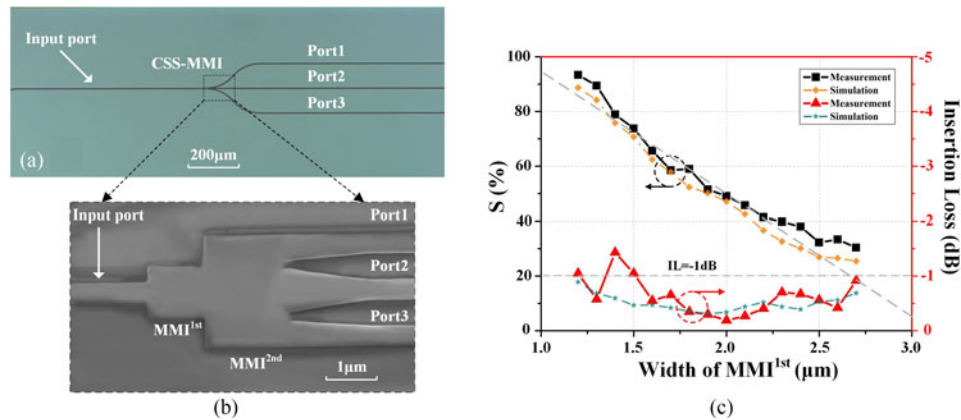 Input port
CSS-MMI
Port1
Port2
Port3
200μm
(a)
Input port
Port1
Port2
Port3
MMI1st
MMI2nd
1μm
(b)
Measurement
Simulation
Measurement
Simulation
S (%)
100
80
60
40
20
0
Insertion Loss (dB)
-5
-4
-3
-2
-1
0
IL=-1dB
1.0 1.5 2.0 2.5 3.0
Width of MMI1st (μm)
(c)